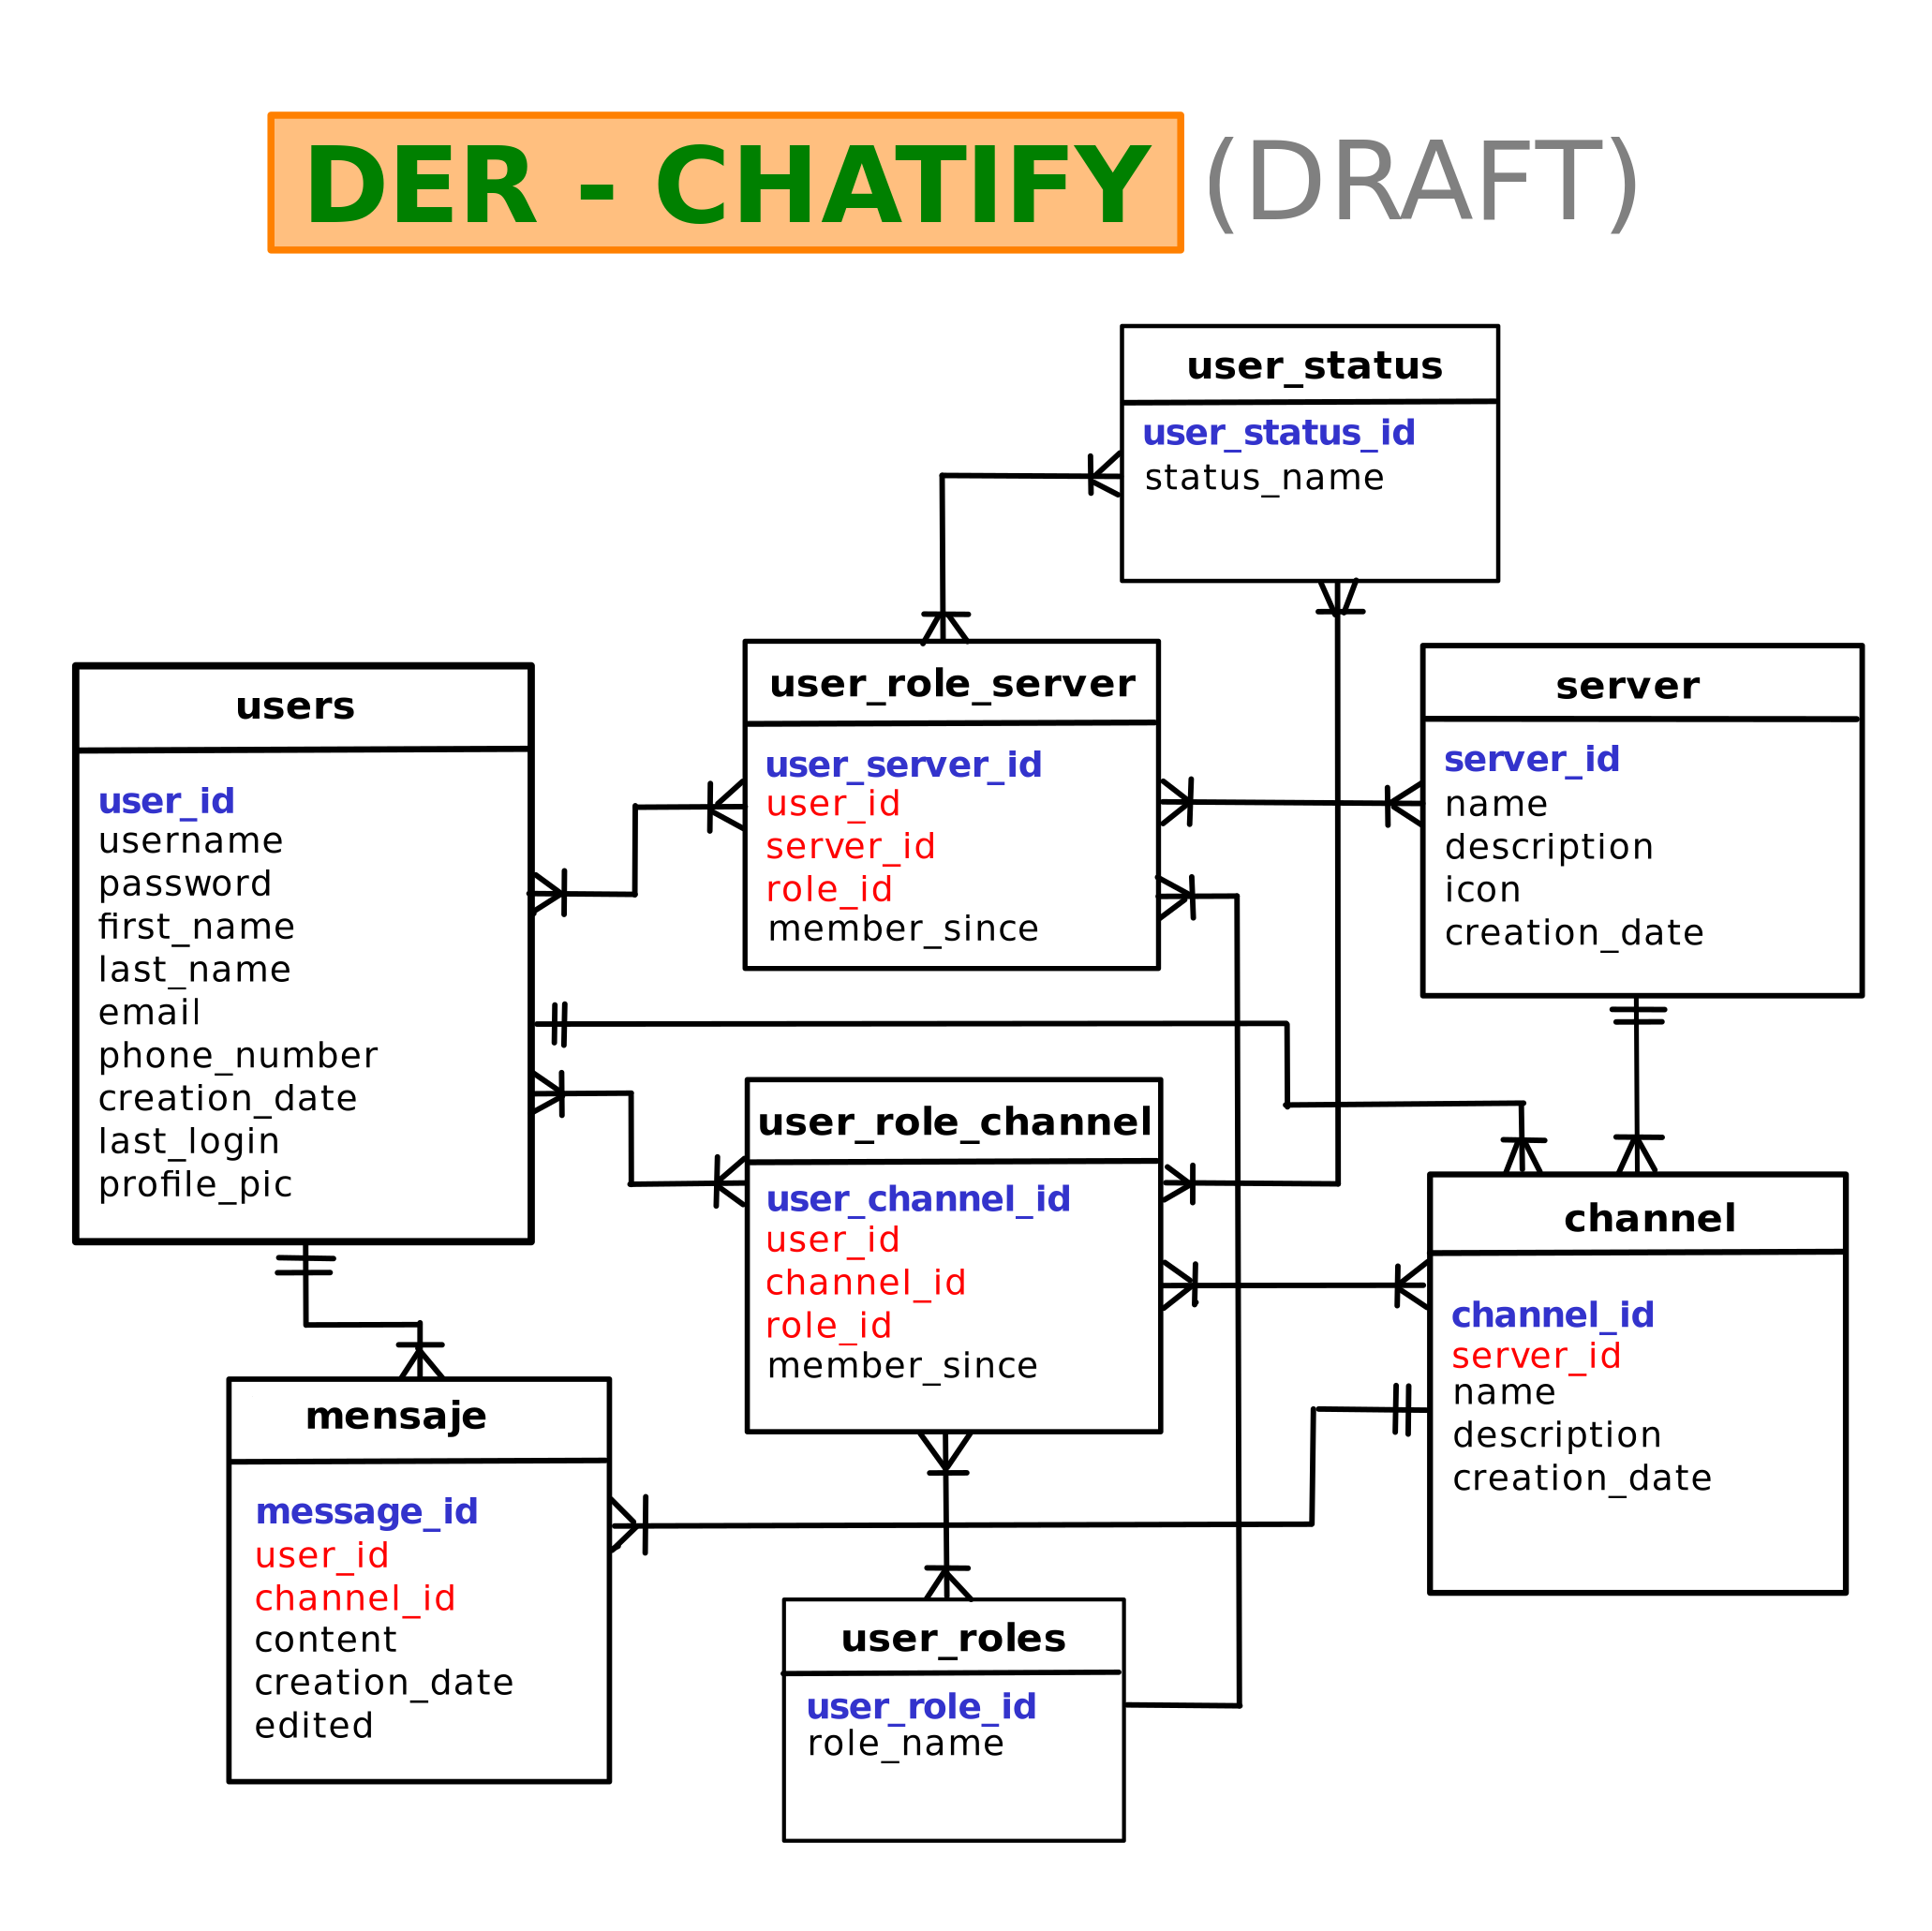 DER - CHATIFY (DRAFT)
user_status
user_status_id
status_name
users
user_id
username
password
first_name
last_name
email
phone_number
creation_date
last_login
profile_pic
user_role_server
user_server_id
user_id
server_id
role_id
member_since
server
server_id
name
description
icon
creation_date
user_role_channel
user_channel_id
user_id
channel_id
role_id
member_since
channel
channel_id
server_id
name
description
creation_date
mensaje
message_id
user_id
channel_id
content
creation_date
edited
user_roles
user_role_id
role_name